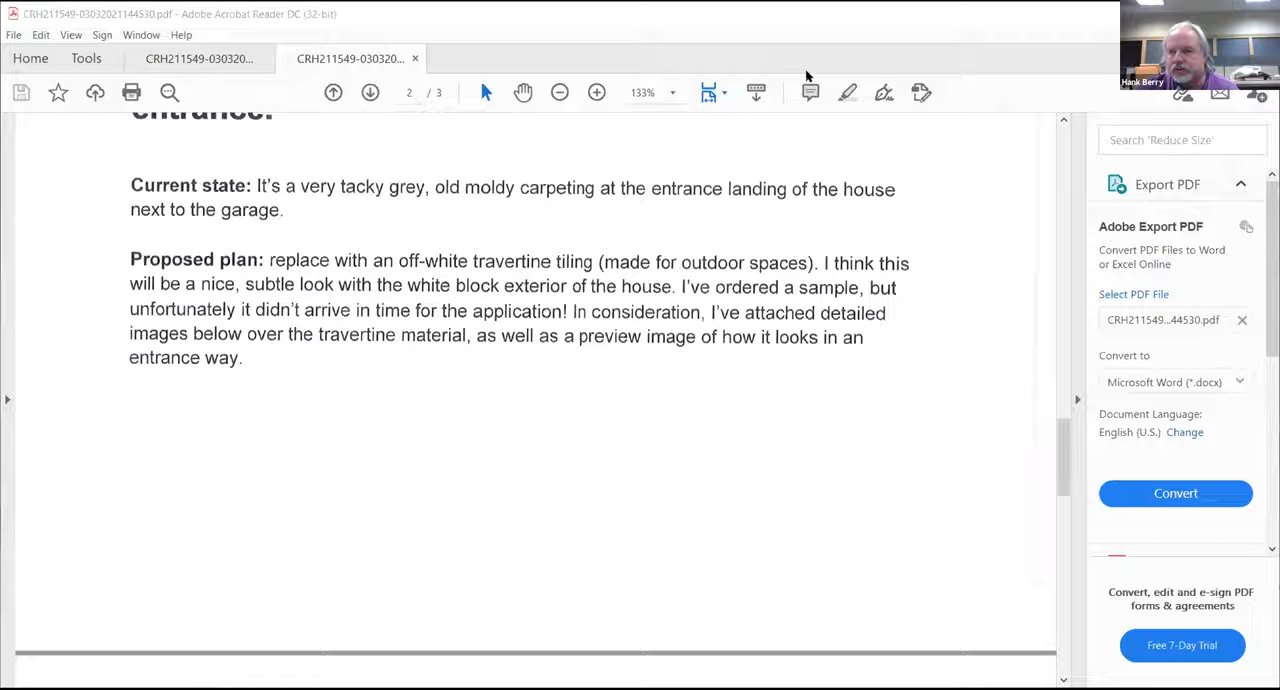 CRH211549-03032021144530.pdf - Adobe Acrobat Reader DC (32-bit)
File Edit View Sign Window Help
Home Tools CRH211549-030320... CRH211549-030320... ×
2 / 133%
Hank Berry
entrance:
Current state: It's a very tacky grey, old moldy carpeting at the entrance landing of the house
next to the garage.
Proposed plan: replace with an off-white travertine tiling (made for outdoor spaces). I think this
will be a nice, subtle look with the white block exterior of the house. I've ordered a sample, but
unfortunately it didn't arrive in time for the application! In consideration, I've attached detailed
images below over the travertine material, as well as a preview image of how it looks in an
entrance way.
Search 'Reduce Size'
Export PDF
Adobe Export PDF
Convert PDF Files to Word
or Excel Online
Select PDF File
CRH211549...44530.pdf
Convert to
Microsoft Word (*.docx)
Document Language:
English (U.S.) Change
Convert
Convert, edit and e-sign PDF
forms & agreements
Free 7-Day Trial